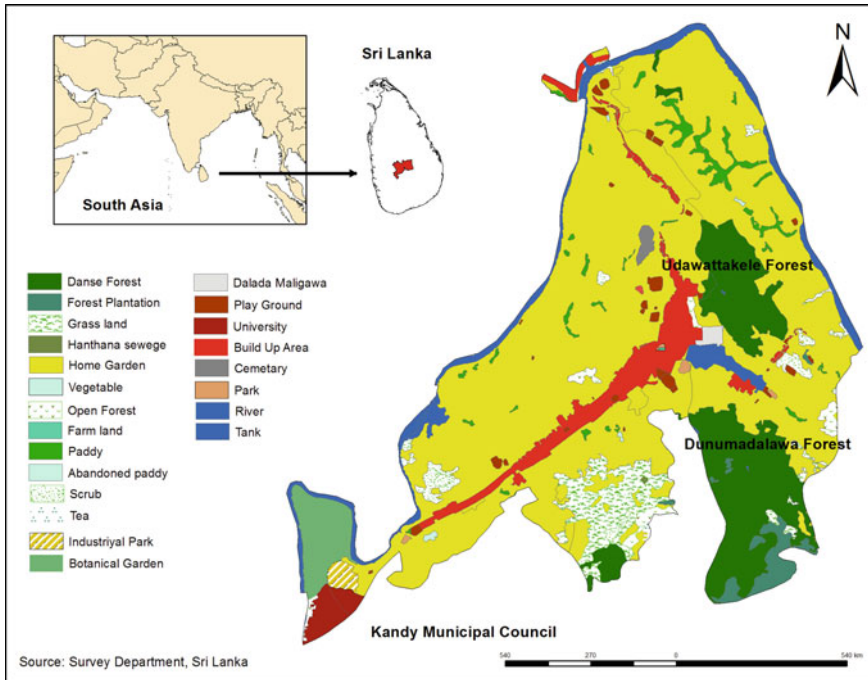 Sri Lanka
N
South Asia
Udawattakele Forest
Dunumadalawa Forest
Danse Forest
Forest Plantation
Grass land
Hanthana sewege
Home Garden
Vegetable
Open Forest
Farm land
Paddy
Abandoned paddy
Scrub
Tea
Industriyal Park
Botanical Garden
Dalada Maligawa
Play Ground
University
Build Up Area
Cemetary
Park
River
Tank
Kandy Municipal Council
Source: Survey Department, Sri Lanka
540 270 0 540 km